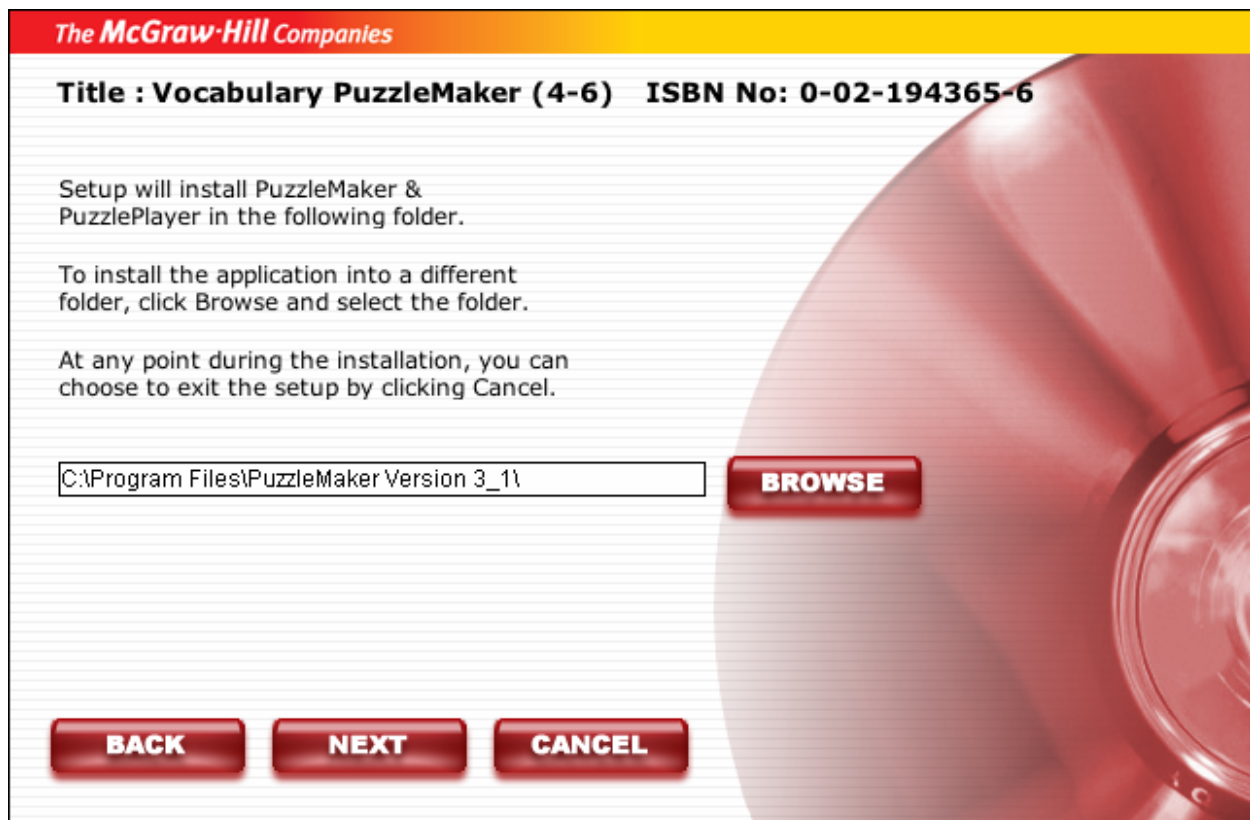 The McGraw-Hill Companies
Title : Vocabulary PuzzleMaker (4-6) ISBN No: 0-02-194365-6
Setup will install PuzzleMaker &
PuzzlePlayer in the following folder.
To install the application into a different
folder, click Browse and select the folder.
At any point during the installation, you can
choose to exit the setup by clicking Cancel.
C:\Program Files\PuzzleMaker Version 3_1\
BROWSE
BACK NEXT CANCEL